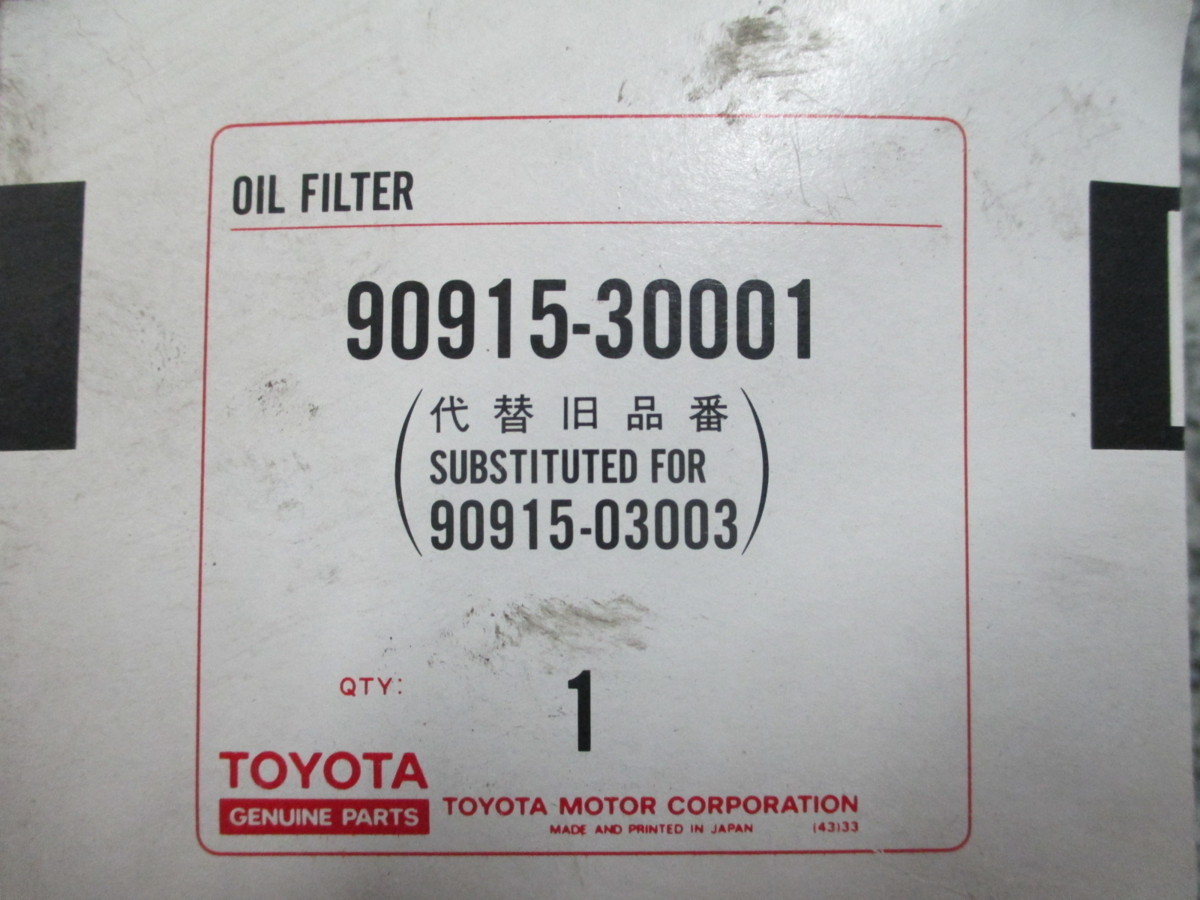 OIL FILTER
90915-30001
代替旧品番
SUBSTITUTED FOR
90915-03003
QTY: 1
TOYOTA
GENUINE PARTS
TOYOTA MOTOR CORPORATION
MADE AND PRINTED IN JAPAN (43)33